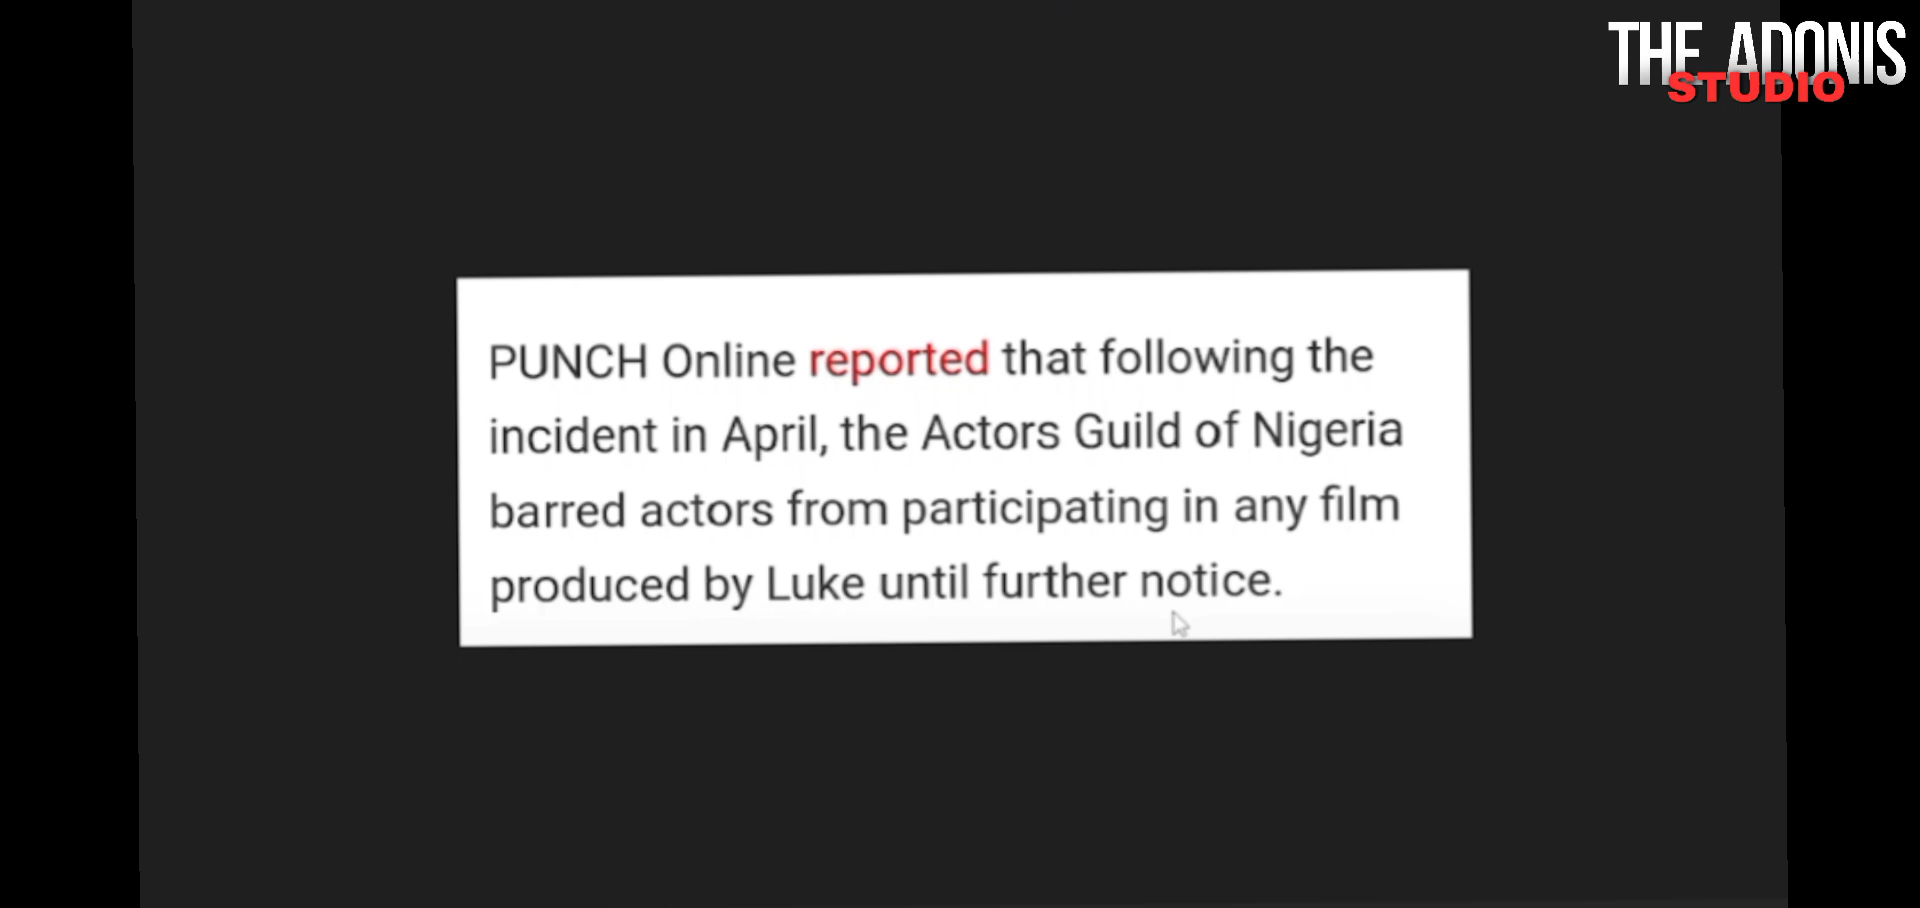 THE ADONIS
STUDIO
PUNCH Online reported that following the
incident in April, the Actors Guild of Nigeria
barred actors from participating in any film
produced by Luke until further notice.